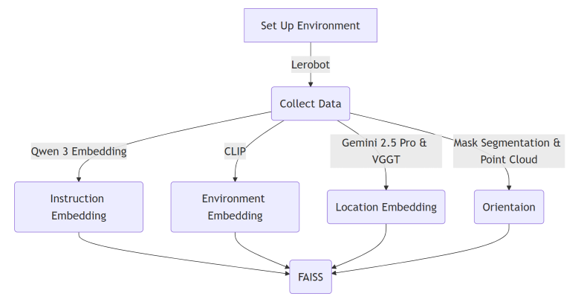 Set Up Environment
Lerobot
Collect Data
Qwen 3 Embedding
CLIP
Gemini 2.5 Pro &
VGGT
Mask Segmentation &
Point Cloud
Instruction
Embedding
Environment
Embedding
Location Embedding
Orientaion
FAISS